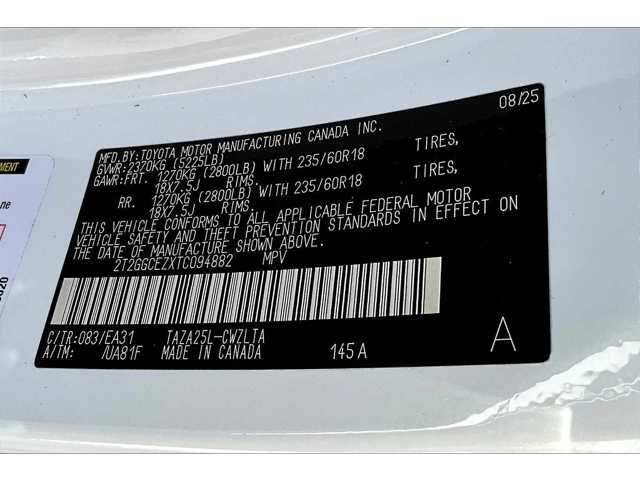 08/25
MFD.BY:TOYOTA MOTOR MANUFACTURING CANADA INC.
GVWR:2370KG (5225LB)
GAWR:FRT. 1270KG (2800LB) WITH 235/60R18 TIRES,
18X7.5J RIMS.
RR. 1270KG (2800LB) WITH 235/60R18 TIRES,
18X7.5J RIMS.
THIS VEHICLE CONFORMS TO ALL APPLICABLE FEDERAL MOTOR
VEHICLE SAFETY AND THEFT PREVENTION STANDARDS IN EFFECT ON
THE DATE OF MANUFACTURE SHOWN ABOVE.
2T2GGCEZXTC094882 MPV
C/TR:083/EA31 TAZA25L-CWZLTA
A/TM: /UA81F MADE IN CANADA 145A A